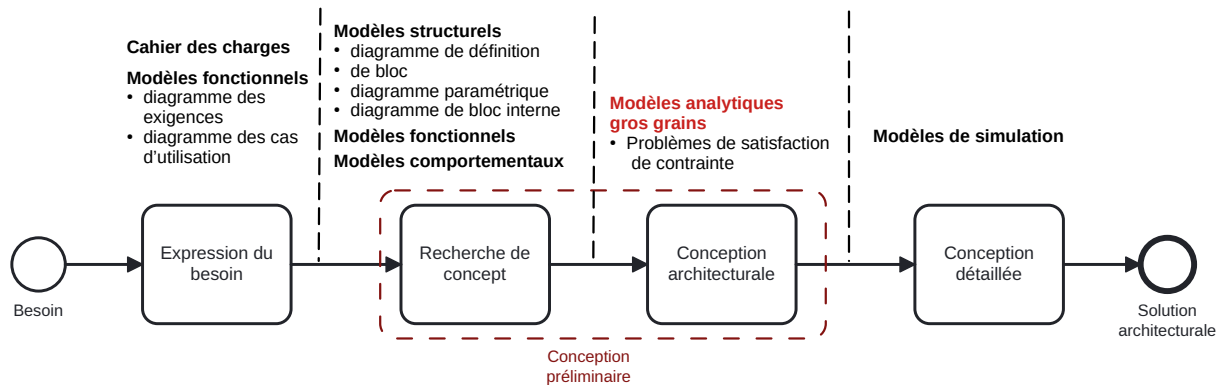 Cahier des charges
Modèles fonctionnels
• diagramme des
exigences
• diagramme des cas
d'utilisation
Modèles structurels
• diagramme de définition
• de bloc
• diagramme paramétrique
• diagramme de bloc interne
Modèles fonctionnels
Modèles comportementaux
Modèles analytiques
gros grains
• Problèmes de satisfaction
de contrainte
Modèles de simulation
Besoin
Expression du
besoin
Recherche de
concept
Conception
architecturale
Conception
détaillée
Solution
architecturale
Conception
préliminaire